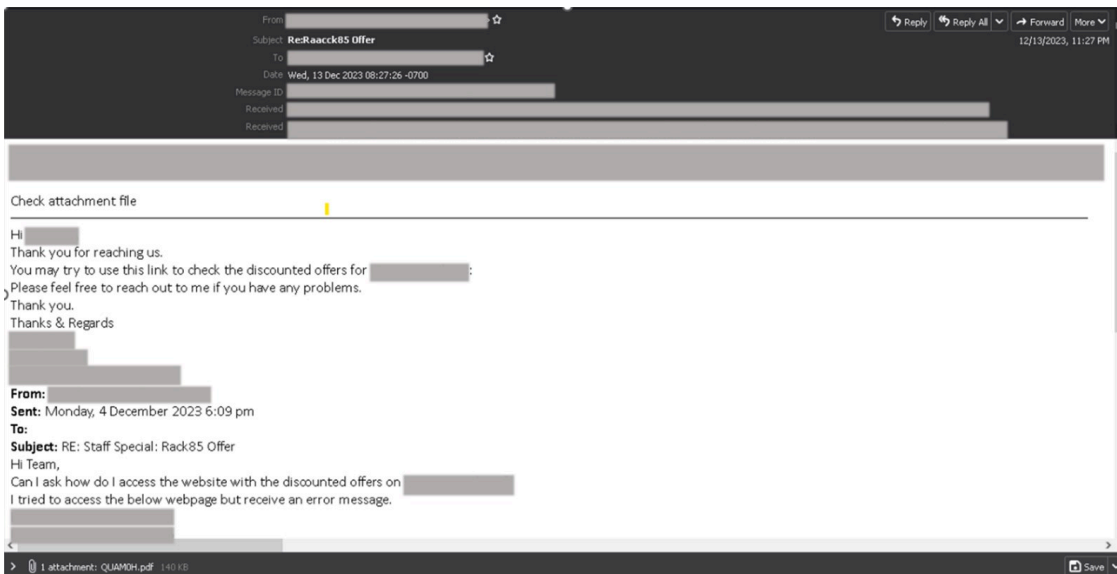 From
Reply Reply All Forward More
Subject Re:Raacck85 Offer
12/13/2023, 11:27 PM
To
Date Wed, 13 Dec 2023 08:27:26 -0700
Message ID
Received
Received
Check attachment file
Hi
Thank you for reaching us.
You may try to use this link to check the discounted offers for :
Please feel free to reach out to me if you have any problems.
Thank you.
Thanks & Regards
From:
Sent: Monday, 4 December 2023 6:09 pm
To:
Subject: RE: Staff Special: Rack85 Offer
Hi Team,
Can I ask how do I access the website with the discounted offers on
I tried to access the below webpage but receive an error message.
1 attachment: QUAM0H.pdf 140 KB
Save